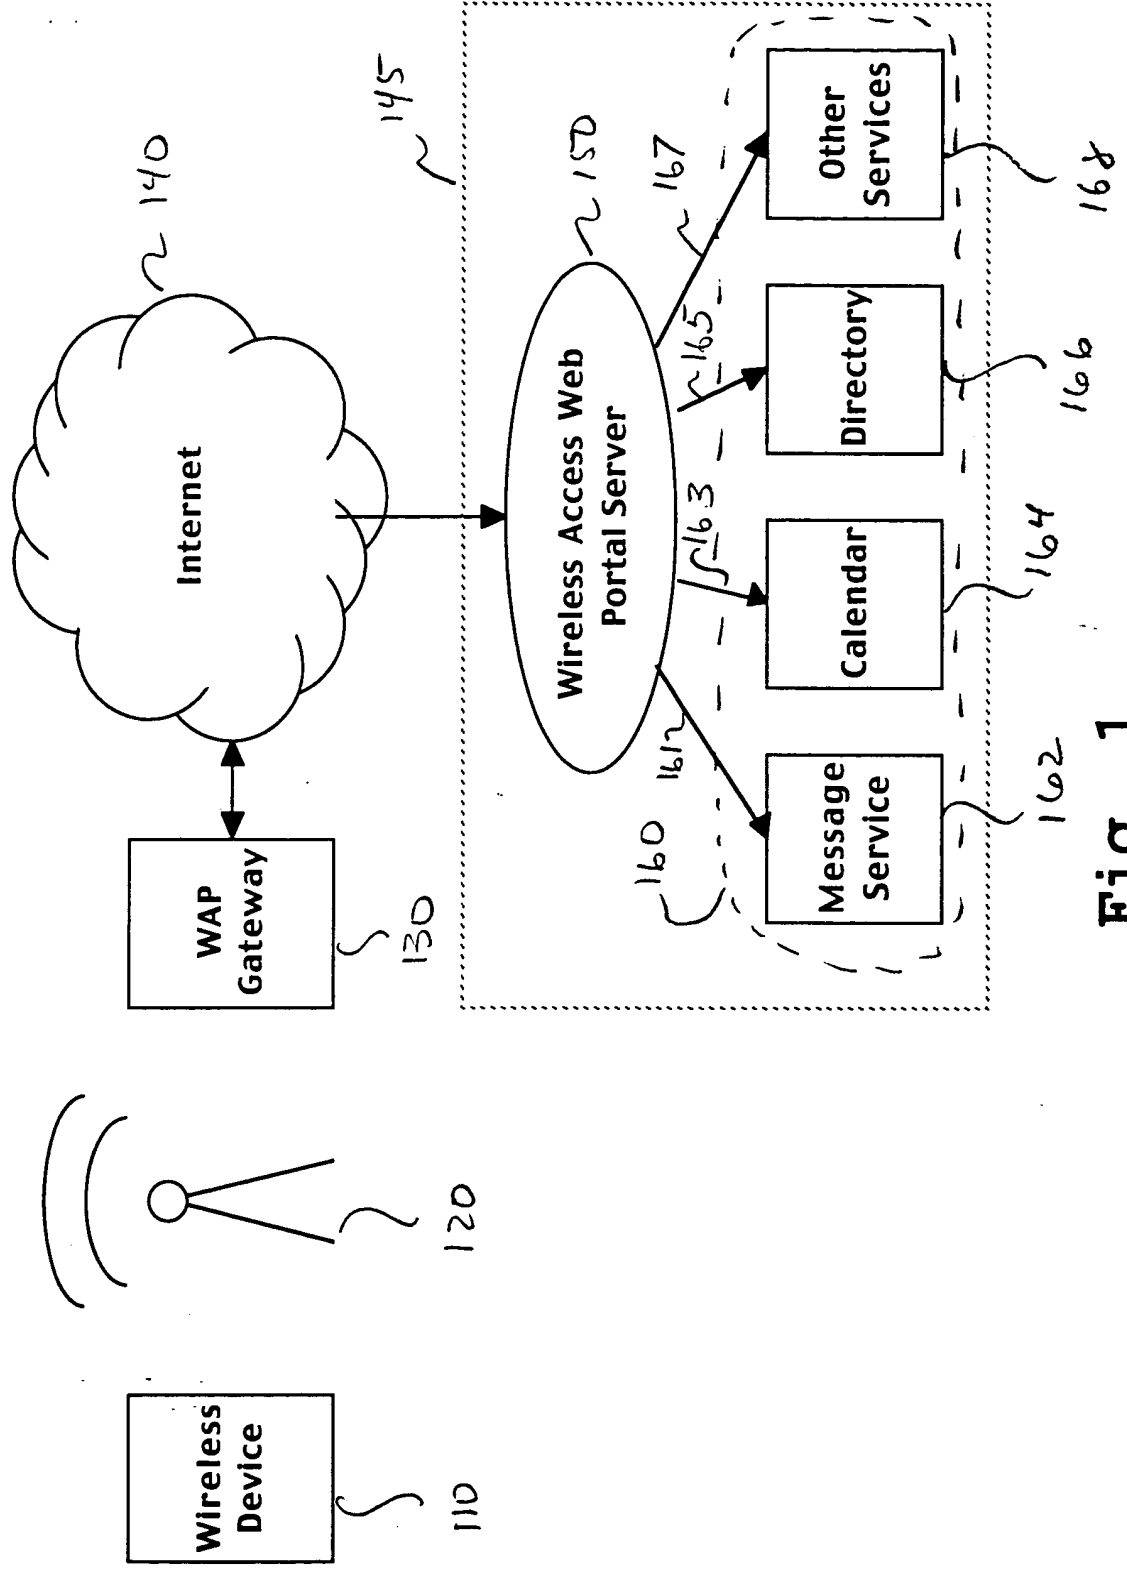 Wireless
Device
110
120
WAP
Gateway
130
Internet
140
145
Wireless Access Web
Portal Server
150
160
161
163
165
167
Message
Service
162
Calendar
164
Directory
166
Other
Services
168
Fig. 1